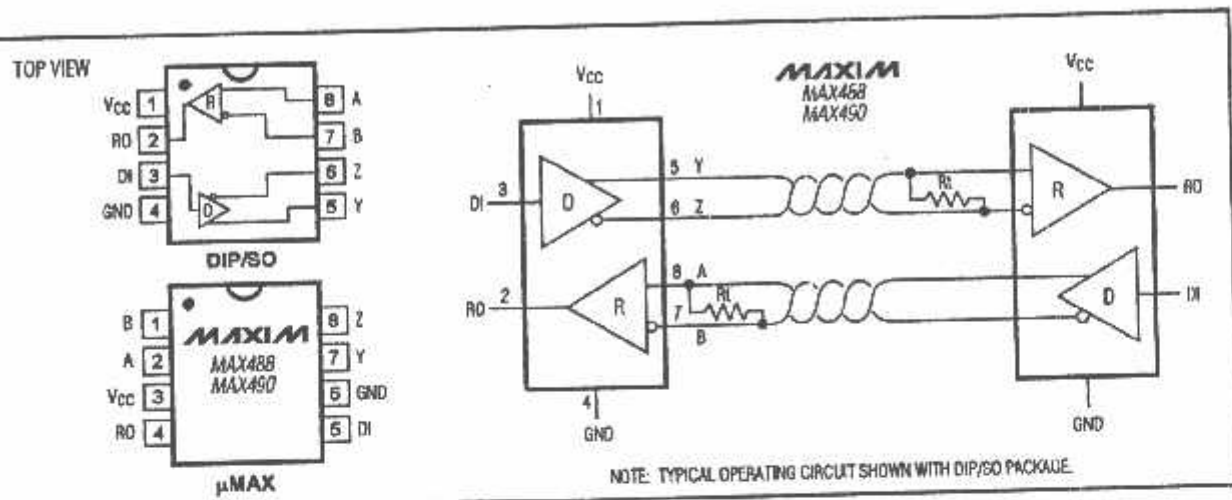 TOP VIEW
VCC 1
RO 2
DI 3
GND 4
8 A
7 B
6 Z
5 Y
R
D
DIP/SO
B 1
A 2
VCC 3
RO 4
8 Z
7 Y
6 GND
5 DI
MAXIM
MAX488
MAX490
µMAX
MAXIM
MAX488
MAX490
VCC
1
DI 3
D
5 Y
6 Z
Rt
R
RO
VCC
RO 2
R
8 A
7
B
Rt
D
DI
4
GND
GND
NOTE: TYPICAL OPERATING CIRCUIT SHOWN WITH DIP/SO PACKAGE.